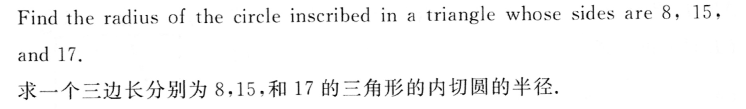 Find the radius of the circle inscribed in a triangle whose sides are 8, 15,
and 17.
求一个三边长分别为 8,15,和 17 的三角形的内切圆的半径.